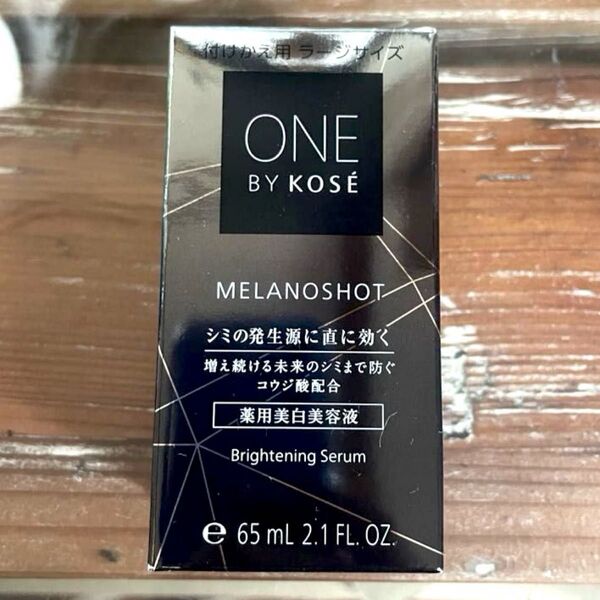 付けかえ用 ラージサイズ
ONE
BY KOSÉ
MELANOSHOT
シミの発生源に直に効く
増え続ける未来のシミまで防ぐ
コウジ酸配合
薬用美白美容液
Brightening Serum
℮ 65 mL 2.1 FL. OZ.